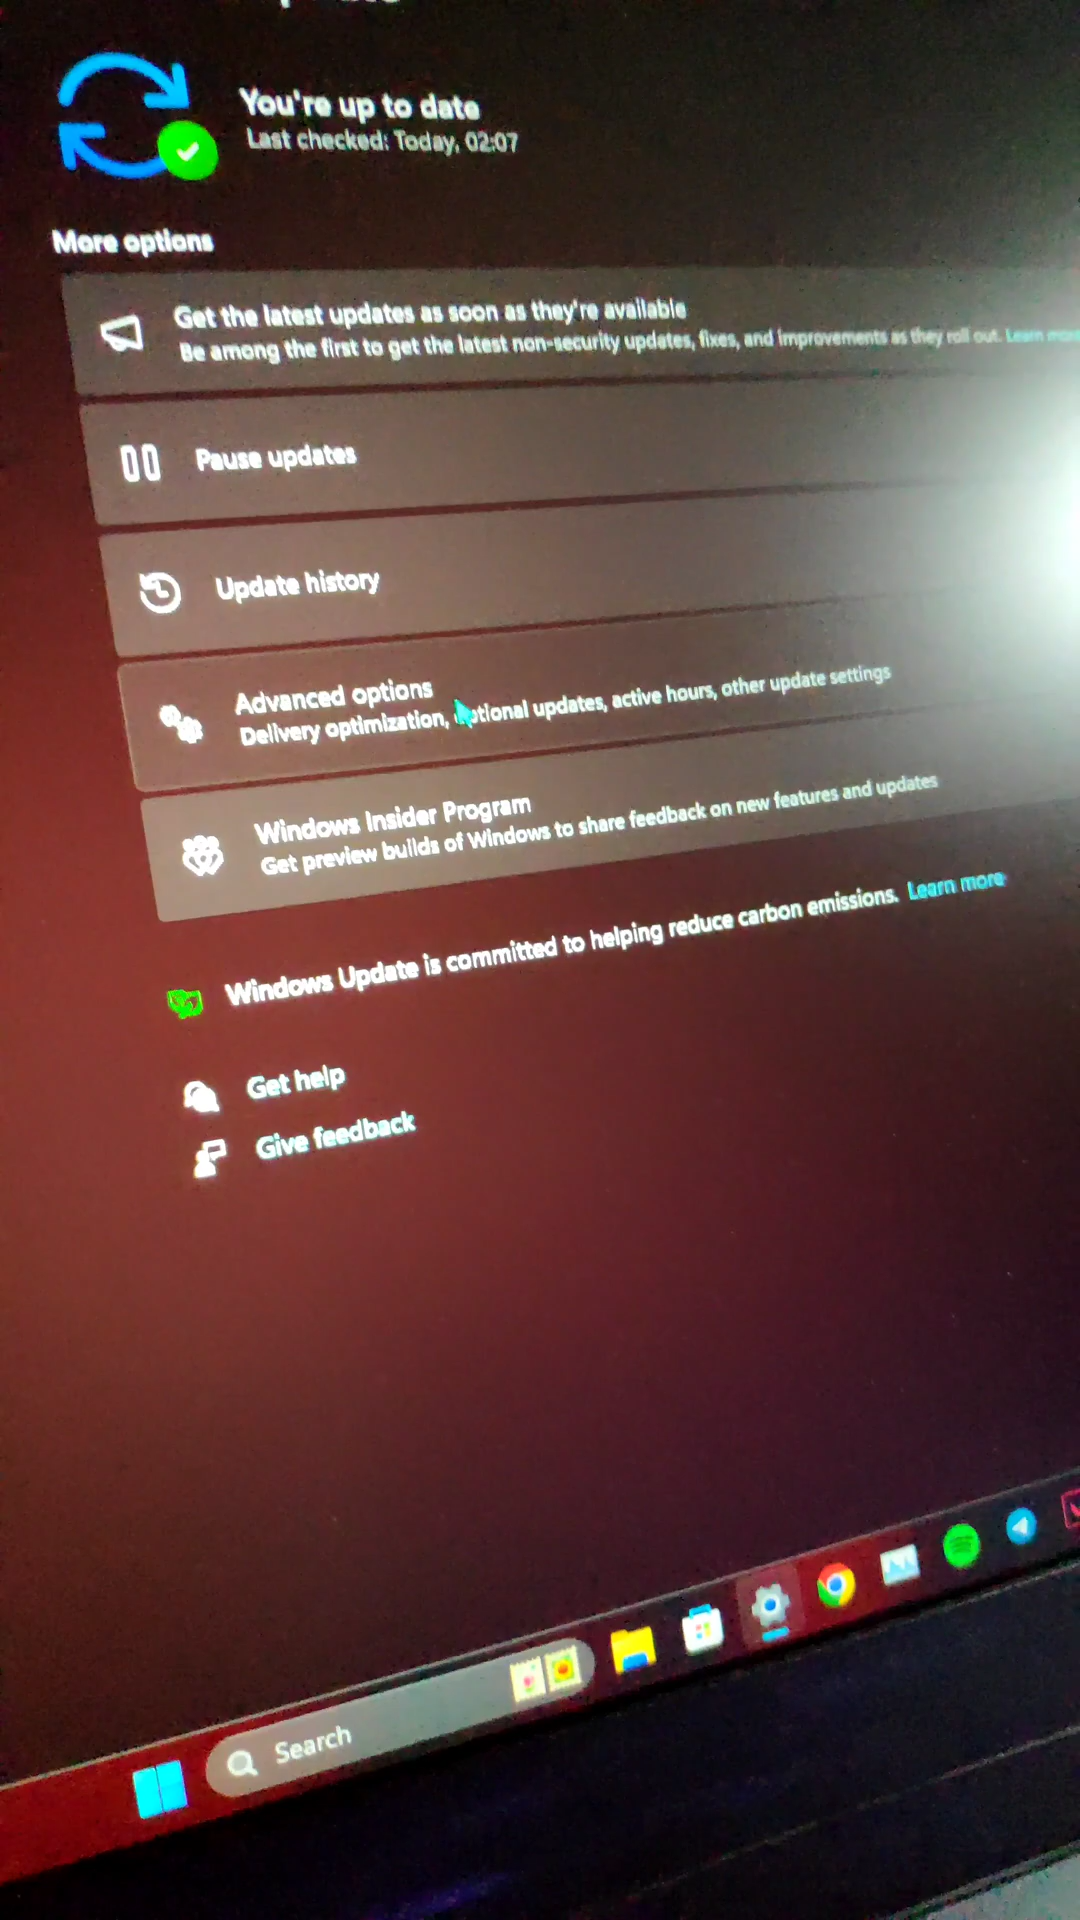 You're up to date
Last checked: Today, 02:07
More options
Get the latest updates as soon as they're available
Be among the first to get the latest non-security updates, fixes, and improvements as they roll out. Learn more
Pause updates
Update history
Advanced options
Delivery optimization, optional updates, active hours, other update settings
Windows Insider Program
Get preview builds of Windows to share feedback on new features and updates
Windows Update is committed to helping reduce carbon emissions. Learn more
Get help
Give feedback
Search